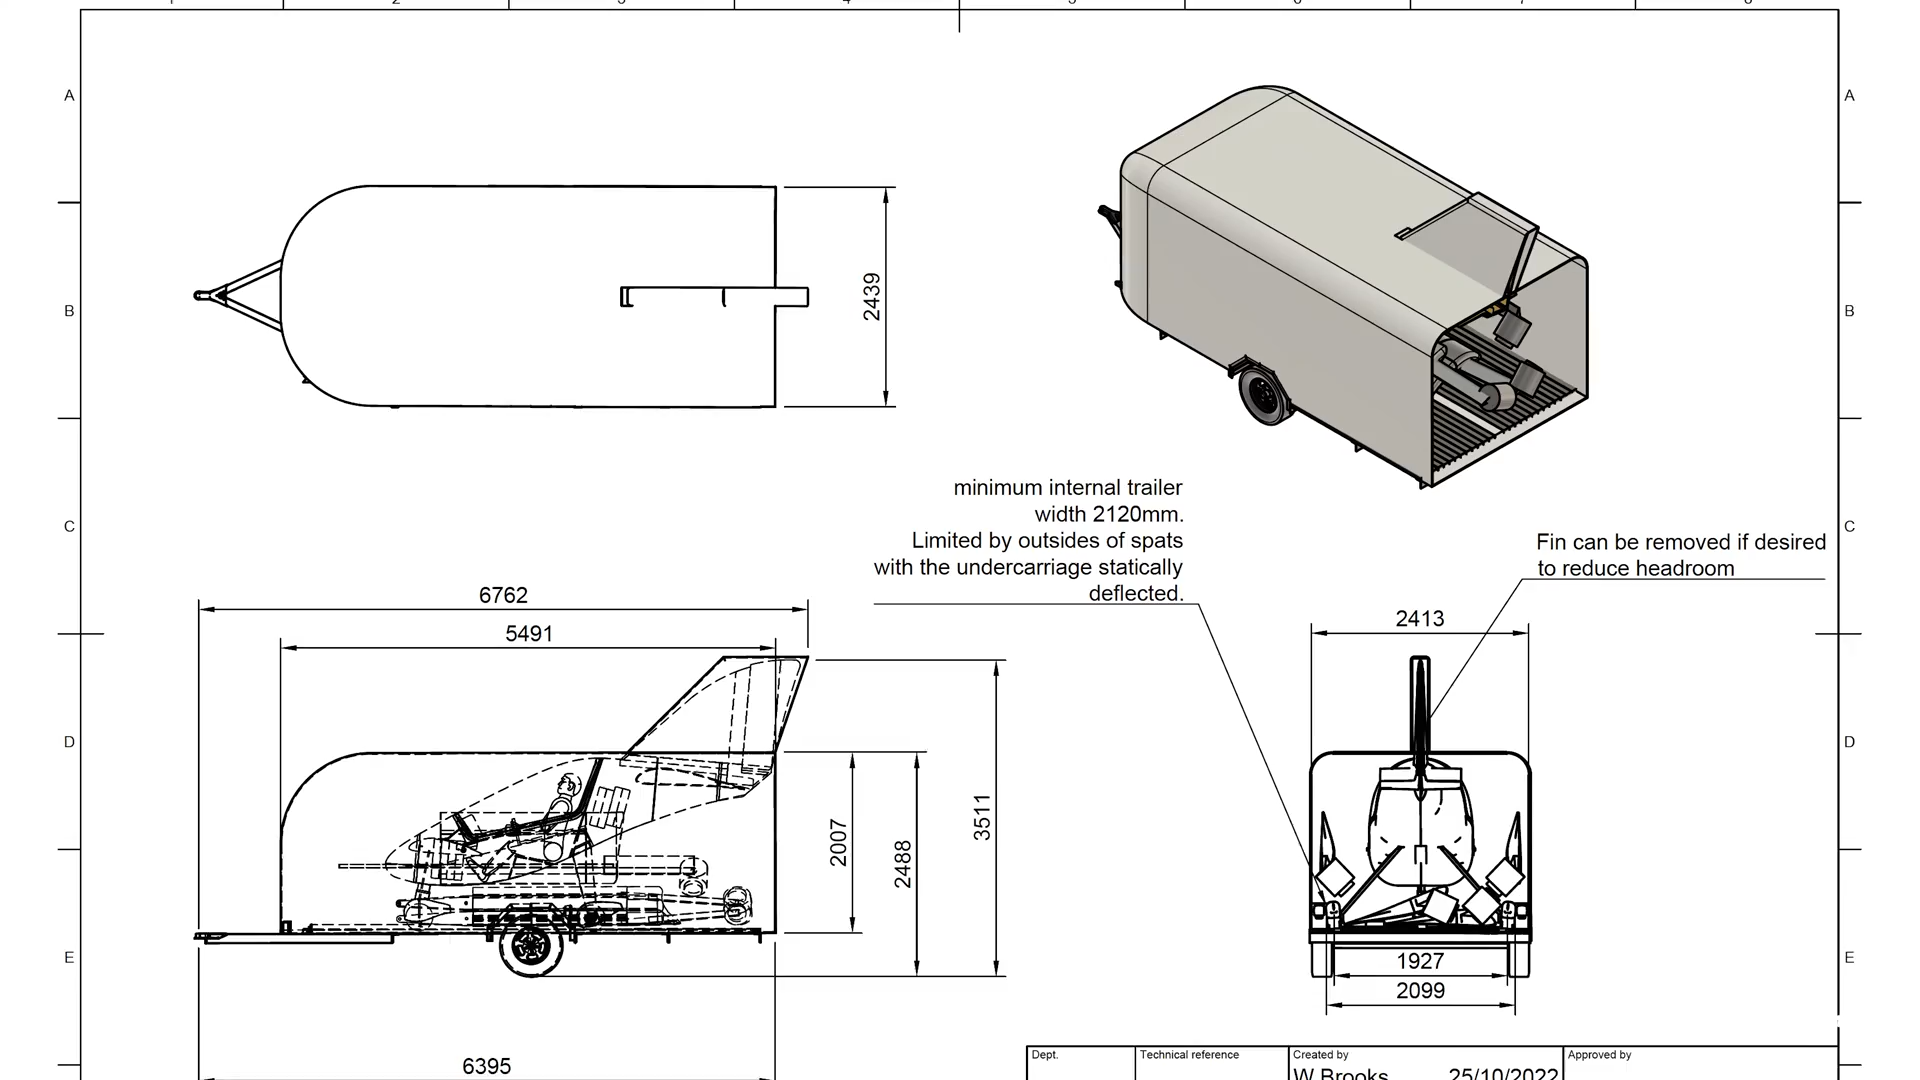 A
A
2439
B
B
minimum internal trailer
width 2120mm.
Limited by outsides of spats
with the undercarriage statically
deflected.
C
C
Fin can be removed if desired
to reduce headroom
6762
5491
2413
D
D
2007
2488
3511
E
E
1927
2099
6395
Dept.
Technical reference
Created by
Approved by
W Brooks
25/10/2022